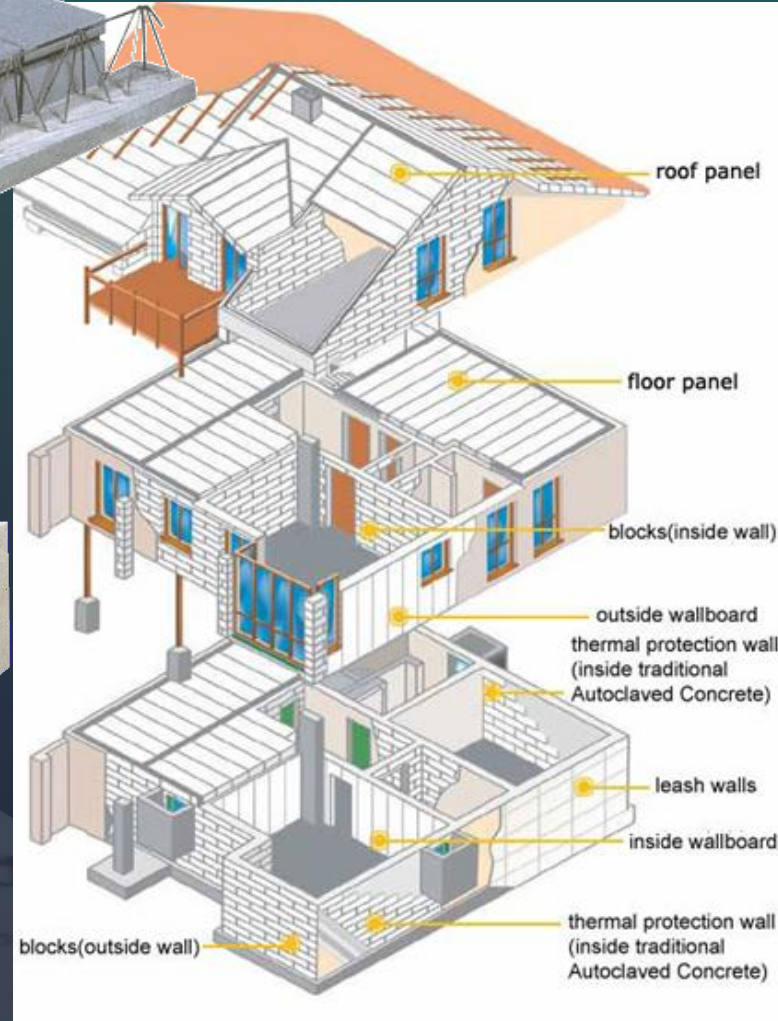 roof panel
floor panel
blocks(inside wall)
outside wallboard
thermal protection wall
(inside traditional
Autoclaved Concrete)
leash walls
inside wallboard
blocks(outside wall)
thermal protection wall
(inside traditional
Autoclaved Concrete)